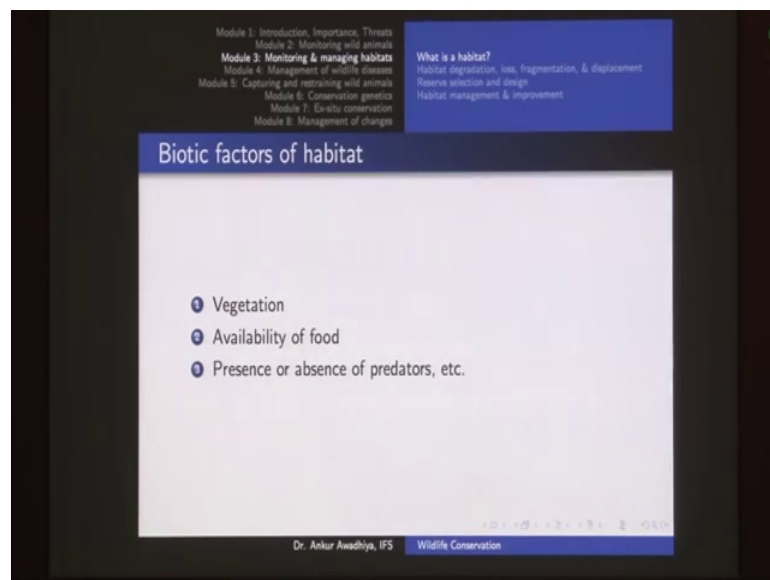 Module 1: Introduction, Importance, Threats
Module 2: Monitoring wild animals
Module 3: Monitoring & managing habitats
Module 4: Management of wildlife diseases
Module 5: Capturing and restraining wild animals
Module 6: Conservation genetics
Module 7: Ex-situ conservation
Module 8: Management of changes
What is a habitat?
Habitat degradation, loss, fragmentation, & displacement
Reserve selection and design
Habitat management & improvement
Biotic factors of habitat
1 Vegetation
2 Availability of food
3 Presence or absence of predators, etc.
Dr. Ankur Awadhiya, IFS
Wildlife Conservation